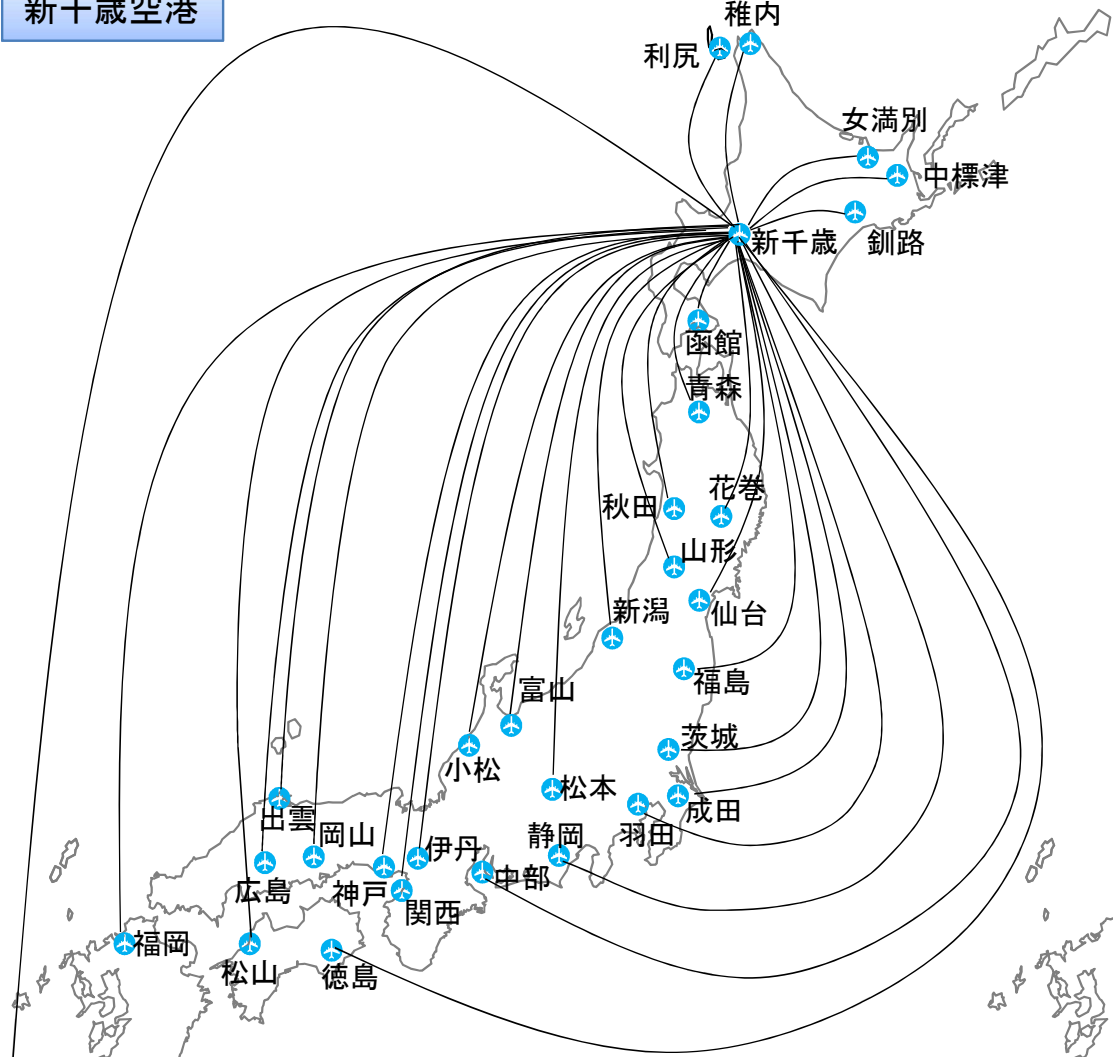 新千歳空港
稚内
利尻
女満別
中標津
新千歳
釧路
函館
青森
秋田
花巻
山形
新潟
仙台
福島
富山
茨城
小松
松本
成田
羽田
出雲
岡山
静岡
伊丹
中部
広島
神戸
関西
福岡
松山
徳島